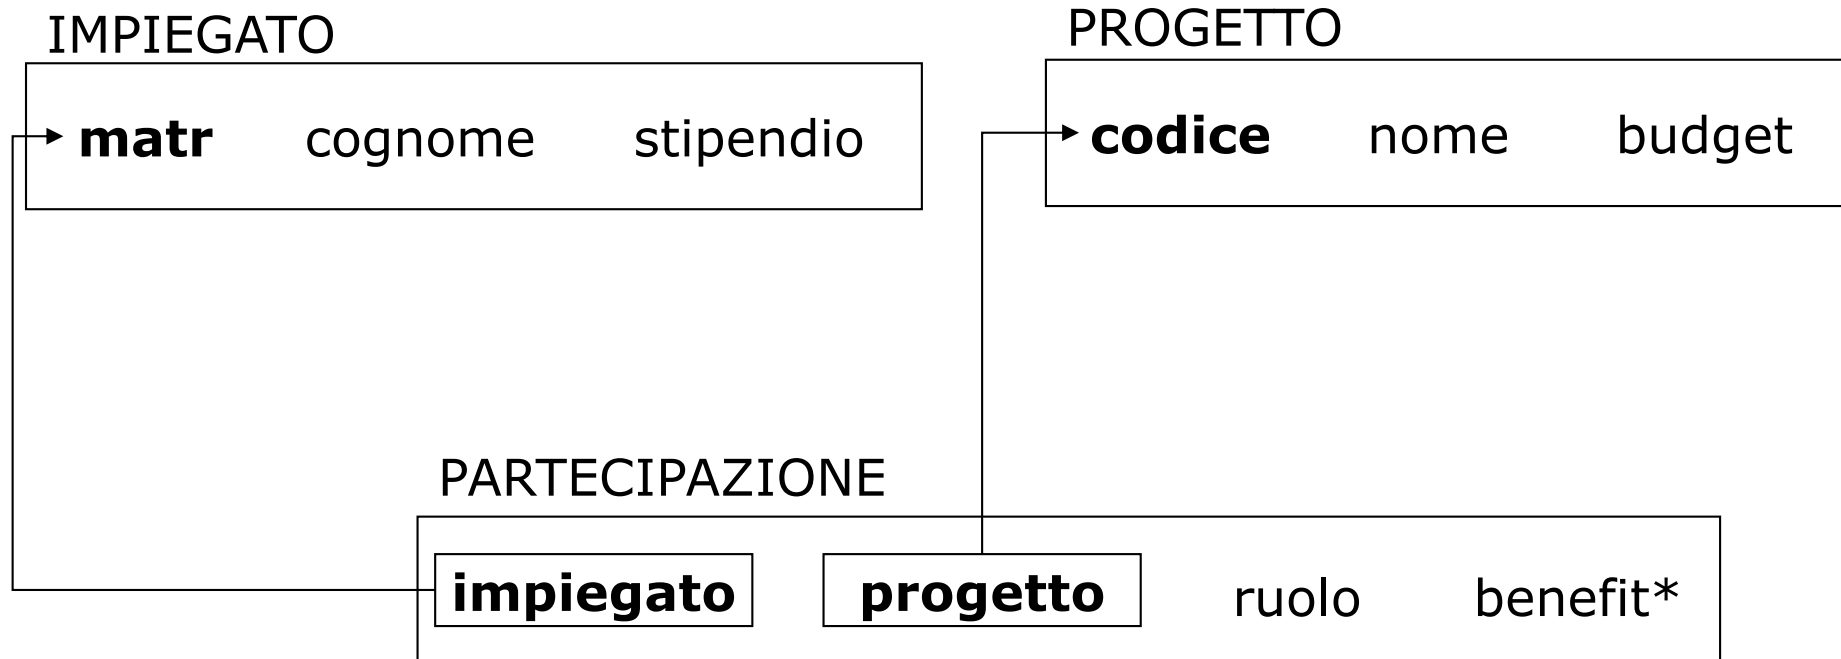 IMPIEGATO
matr cognome stipendio
PROGETTO
codice nome budget
PARTECIPAZIONE
impiegato progetto ruolo benefit*